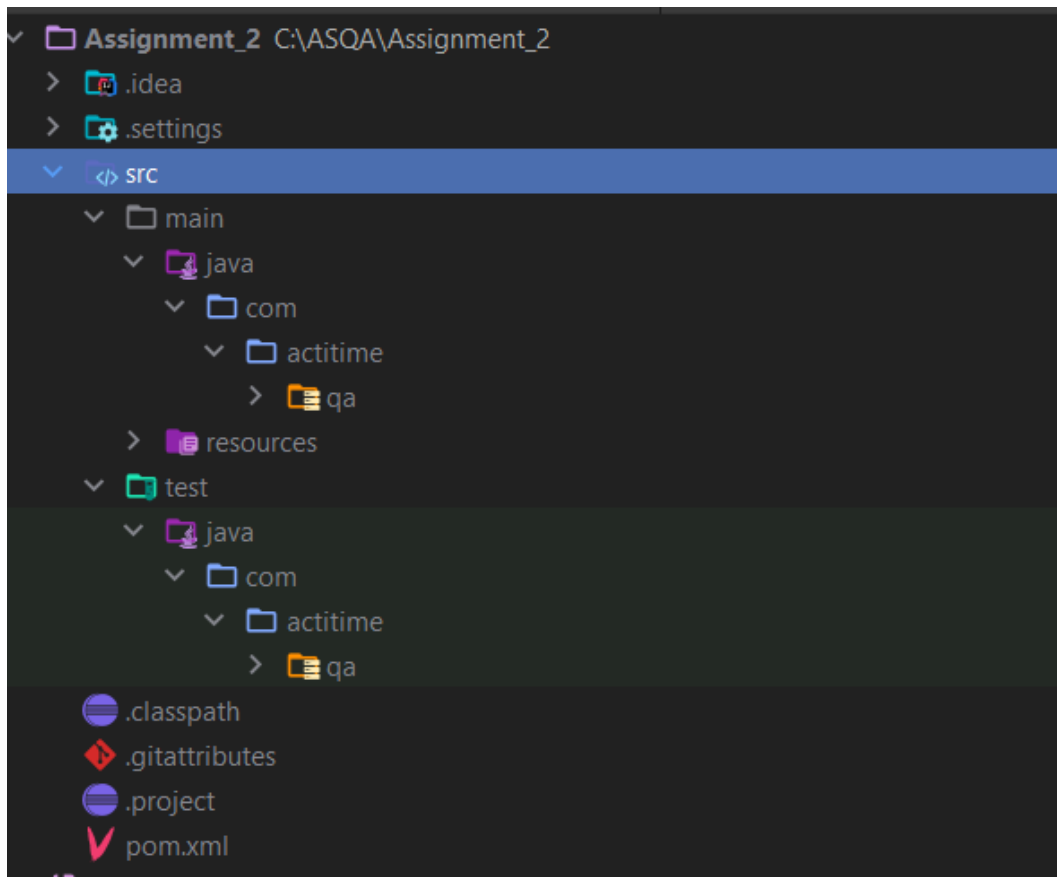 Assignment_2 C:\ASQA\Assignment_2
.idea
.settings
src
main
java
com
actitime
qa
resources
test
java
com
actitime
qa
.classpath
.gitattributes
.project
pom.xml